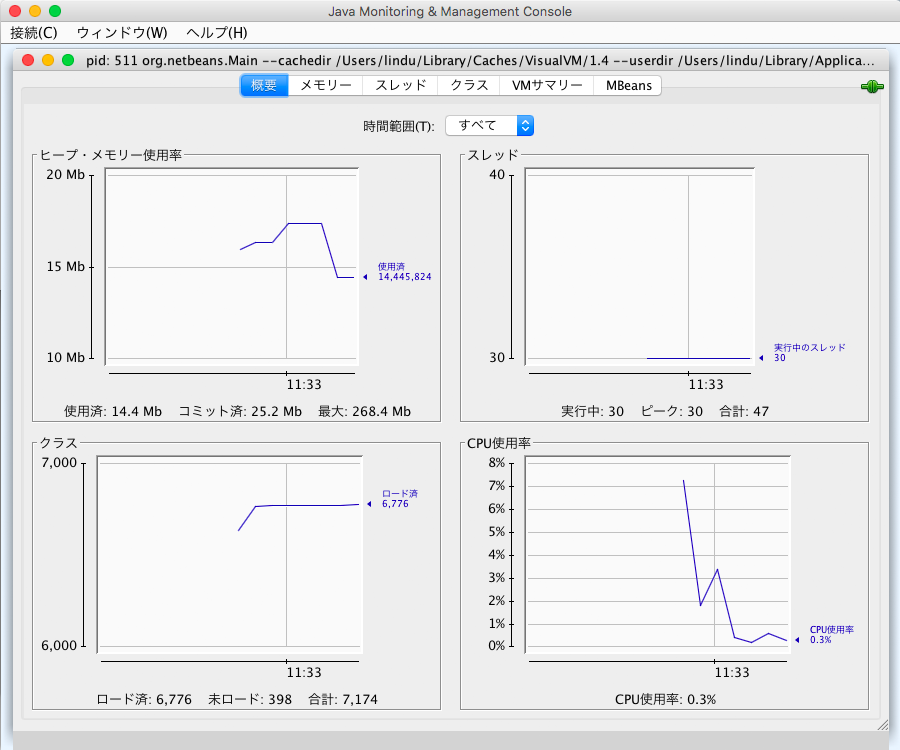 Java Monitoring & Management Console
接続(C) ウィンドウ(W) ヘルプ(H)
pid: 511 org.netbeans.Main --cachedir /Users/lindu/Library/Caches/VisualVM/1.4 --userdir /Users/lindu/Library/Applica...
概要 メモリー スレッド クラス VMサマリー MBeans
時間範囲(T): すべて
ヒープ・メモリー使用率
20 Mb
15 Mb
10 Mb
使用済
14,445,824
11:33
使用済: 14.4 Mb コミット済: 25.2 Mb 最大: 268.4 Mb
スレッド
40
30
実行中のスレッド
30
11:33
実行中: 30 ピーク: 30 合計: 47
クラス
7,000
6,000
ロード済
6,776
11:33
ロード済: 6,776 未ロード: 398 合計: 7,174
CPU使用率
8%
7%
6%
5%
4%
3%
2%
1%
0%
CPU使用率
0.3%
11:33
CPU使用率: 0.3%